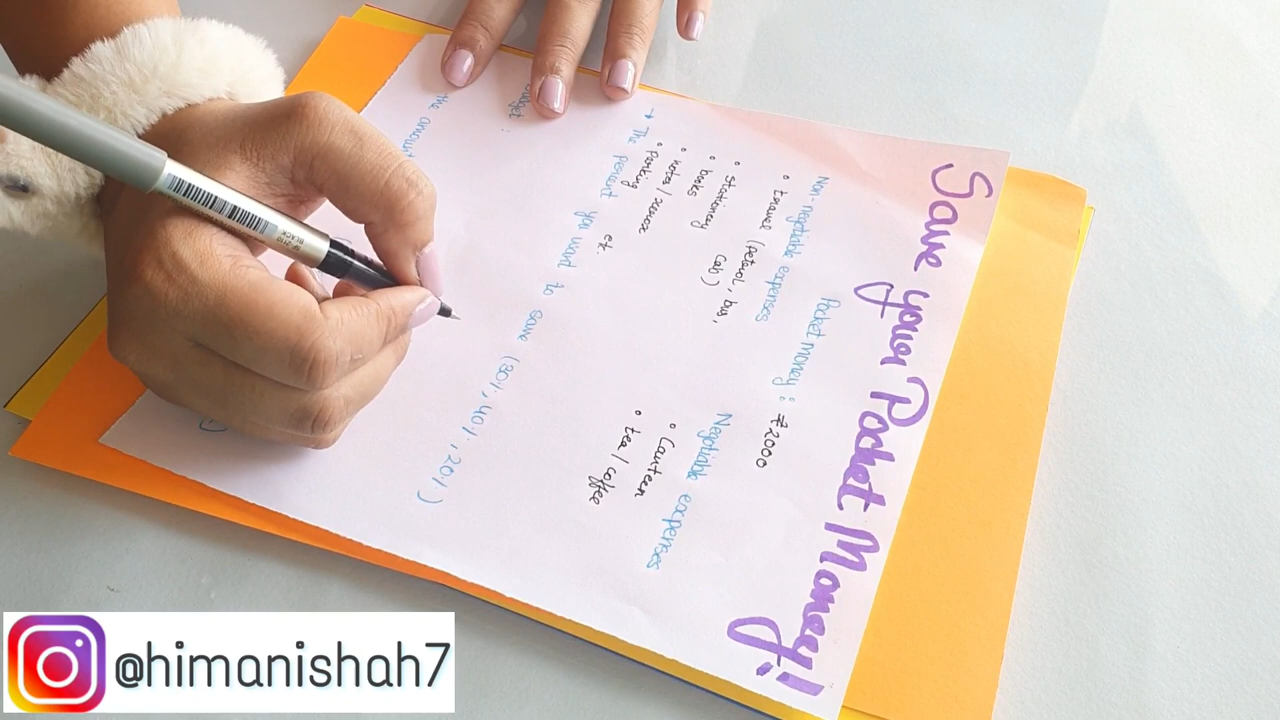 Save your Pocket Money!
Pocket money : ₹2000
Non-negotiable expenses
• travel (petrol, bus,
cab)
• stationery
• books
• notes / xerox
• parking
etc.
Negotiable expenses
• Canteen
• tea / coffee
→ The percent you want to save (30%, 40%, 20%)
the amount
BLACK
@himanishah7